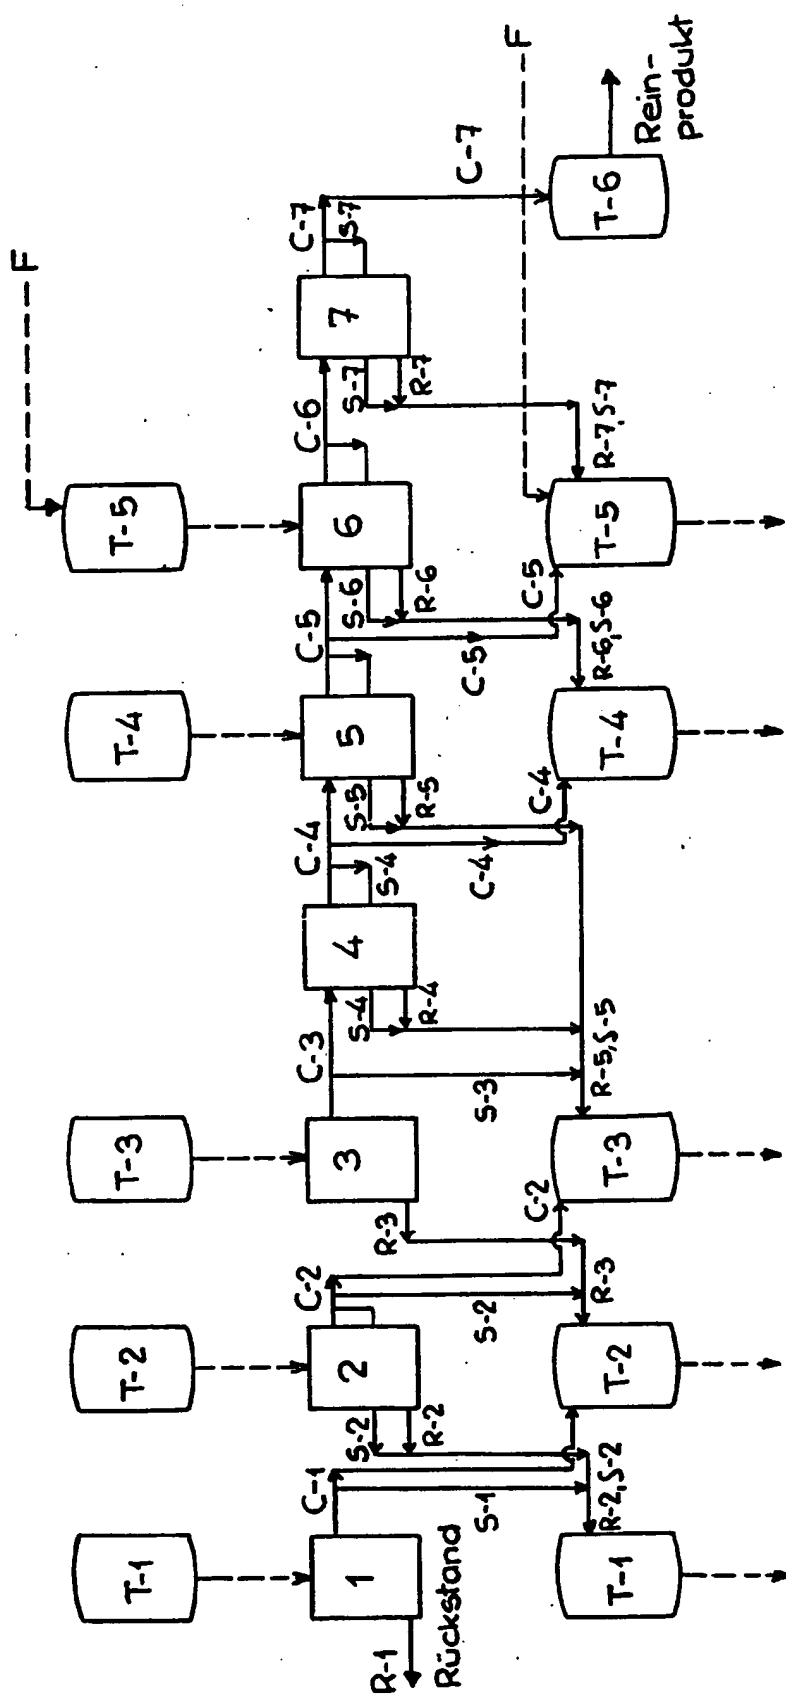 F
T-1
T-2
T-3
T-4
T-5
C-1
C-2
C-3
C-4
C-5
C-6
C-7
1
2
3
4
5
6
7
S-7
S-2
S-4
S-4
S-5
S-6
S-7
R-1
R-2
R-3
R-4
R-5
R-6
R-7
Rückstand
S-1
S-2
S-3
C-4
C-5
C-7
F
C-2
C-4
C-5
T-1
T-2
T-3
T-4
T-5
T-6
R-2,S-2
R-3
R-5,S-5
R-6,S-6
R-7,S-7
Rein-
produkt